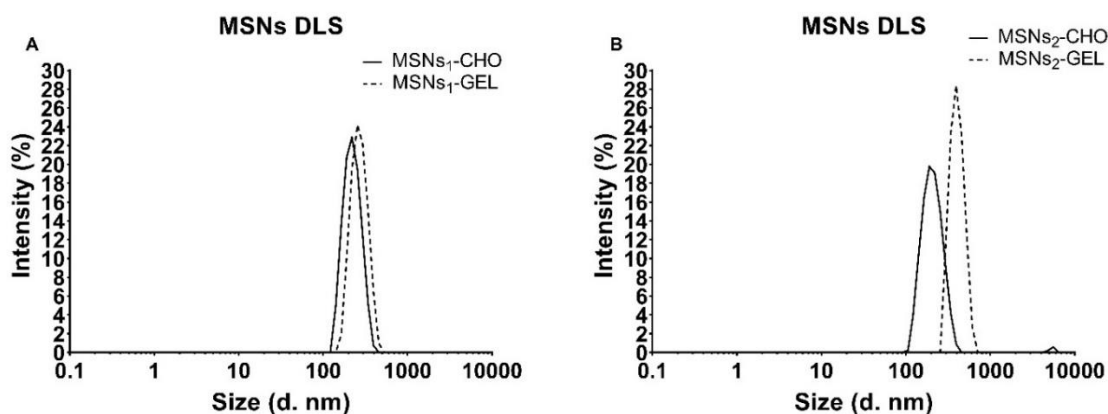 MSNs DLS
A
MSNs₁-CHO
MSNs₁-GEL
Intensity (%)
30
28
26
24
22
20
18
16
14
12
10
8
6
4
2
0
0.1 1 10 100 1000 10000
Size (d. nm)
MSNs DLS
B
MSNs₂-CHO
MSNs₂-GEL
Intensity (%)
30
28
26
24
22
20
18
16
14
12
10
8
6
4
2
0
0.1 1 10 100 1000 10000
Size (d. nm)